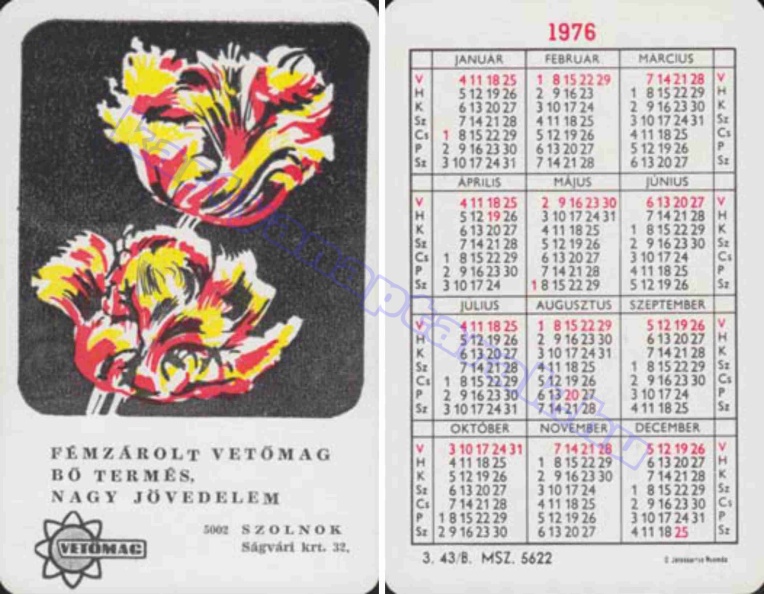 FÉMZÁROLT VETŐMAG
BŐ TERMÉS,
NAGY JÖVEDELEM
VETŐMAG
5002 SZOLNOK
Ságvári krt. 32.
1976
JANUÁR FEBRUÁR MÁRCIUS
V 4 11 18 25 1 8 15 22 29 7 14 21 28 V
H 5 12 19 26 2 9 16 23 1 8 15 22 29 H
K 6 13 20 27 3 10 17 24 2 9 16 23 30 K
Sz 7 14 21 28 4 11 18 25 3 10 17 24 31 Sz
Cs 1 8 15 22 29 5 12 19 26 4 11 18 25 Cs
P 2 9 16 23 30 6 13 20 27 5 12 19 26 P
Sz 3 10 17 24 31 7 14 21 28 6 13 20 27 Sz
ÁPRILIS MÁJUS JÚNIUS
V 4 11 18 25 2 9 16 23 30 6 13 20 27 V
H 5 12 19 26 3 10 17 24 31 7 14 21 28 H
K 6 13 20 27 4 11 18 25 1 8 15 22 29 K
Sz 7 14 21 28 5 12 19 26 2 9 16 23 30 Sz
Cs 1 8 15 22 29 6 13 20 27 3 10 17 24 Cs
P 2 9 16 23 30 7 14 21 28 4 11 18 25 P
Sz 3 10 17 24 1 8 15 22 29 5 12 19 26 Sz
JÚLIUS AUGUSZTUS SZEPTEMBER
V 4 11 18 25 1 8 15 22 29 5 12 19 26 V
H 5 12 19 26 2 9 16 23 30 6 13 20 27 H
K 6 13 20 27 3 10 17 24 31 7 14 21 28 K
Sz 7 14 21 28 4 11 18 25 1 8 15 22 29 Sz
Cs 1 8 15 22 29 5 12 19 26 2 9 16 23 30 Cs
P 2 9 16 23 30 6 13 20 27 3 10 17 24 P
Sz 3 10 17 24 31 7 14 21 28 4 11 18 25 Sz
OKTÓBER NOVEMBER DECEMBER
V 3 10 17 24 31 7 14 21 28 5 12 19 26 V
H 4 11 18 25 1 8 15 22 29 6 13 20 27 H
K 5 12 19 26 2 9 16 23 30 7 14 21 28 K
Sz 6 13 20 27 3 10 17 24 1 8 15 22 29 Sz
Cs 7 14 21 28 4 11 18 25 2 9 16 23 30 Cs
P 1 8 15 22 29 5 12 19 26 3 10 17 24 31 P
Sz 2 9 16 23 30 6 13 20 27 4 11 18 25 Sz
3. 43/B. MSZ. 5622